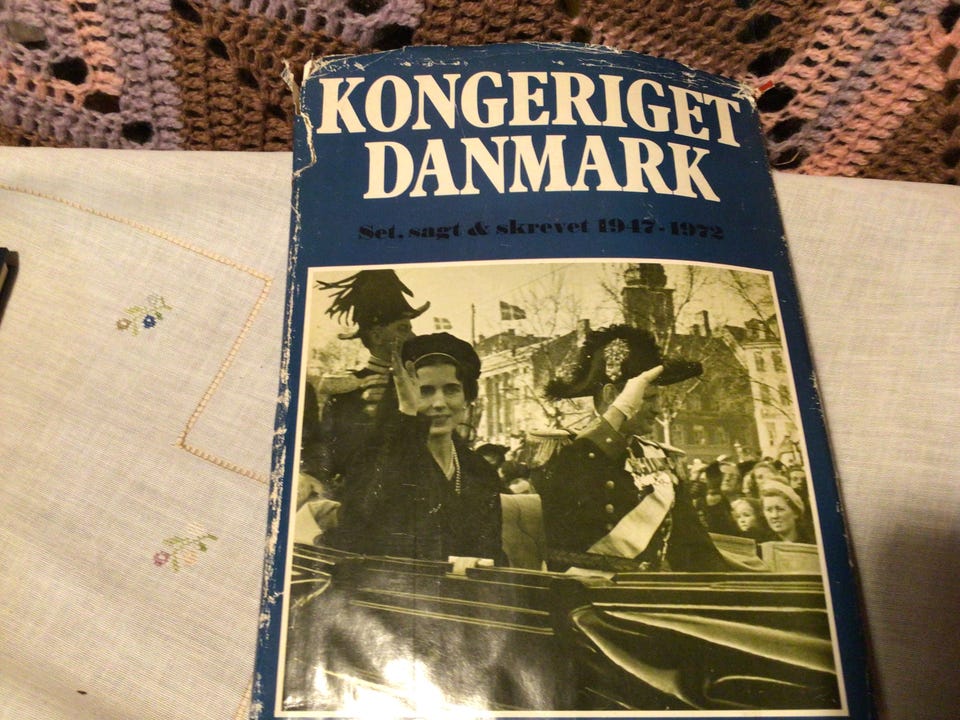 KONGERIGET
DANMARK
Set, sagt & skrevet 1947-1972